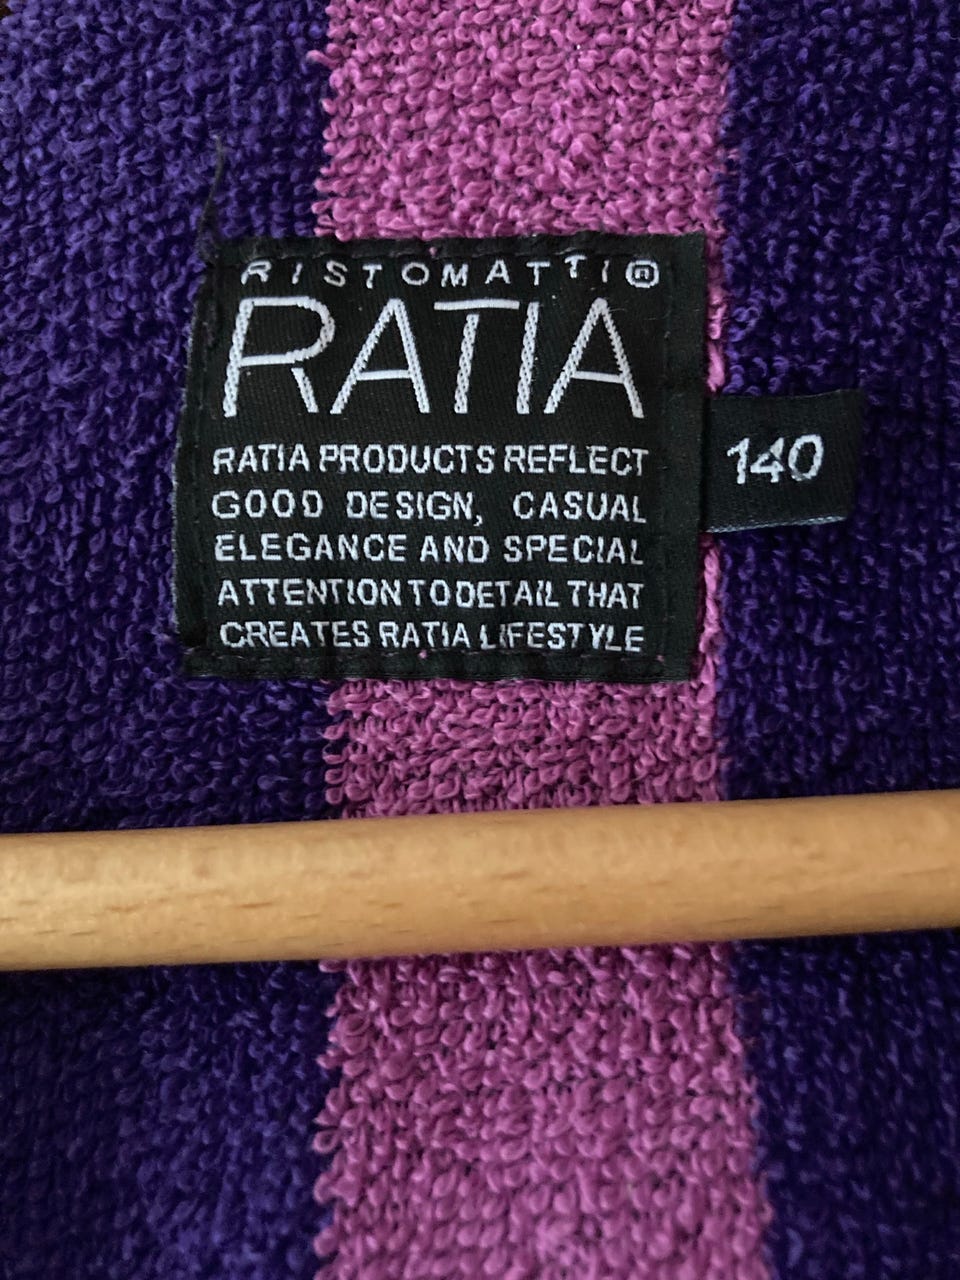 RISTOMATTI®
RATIA
RATIA PRODUCTS REFLECT
GOOD DESIGN, CASUAL
ELEGANCE AND SPECIAL
ATTENTION TO DETAIL THAT
CREATES RATIA LIFESTYLE
140